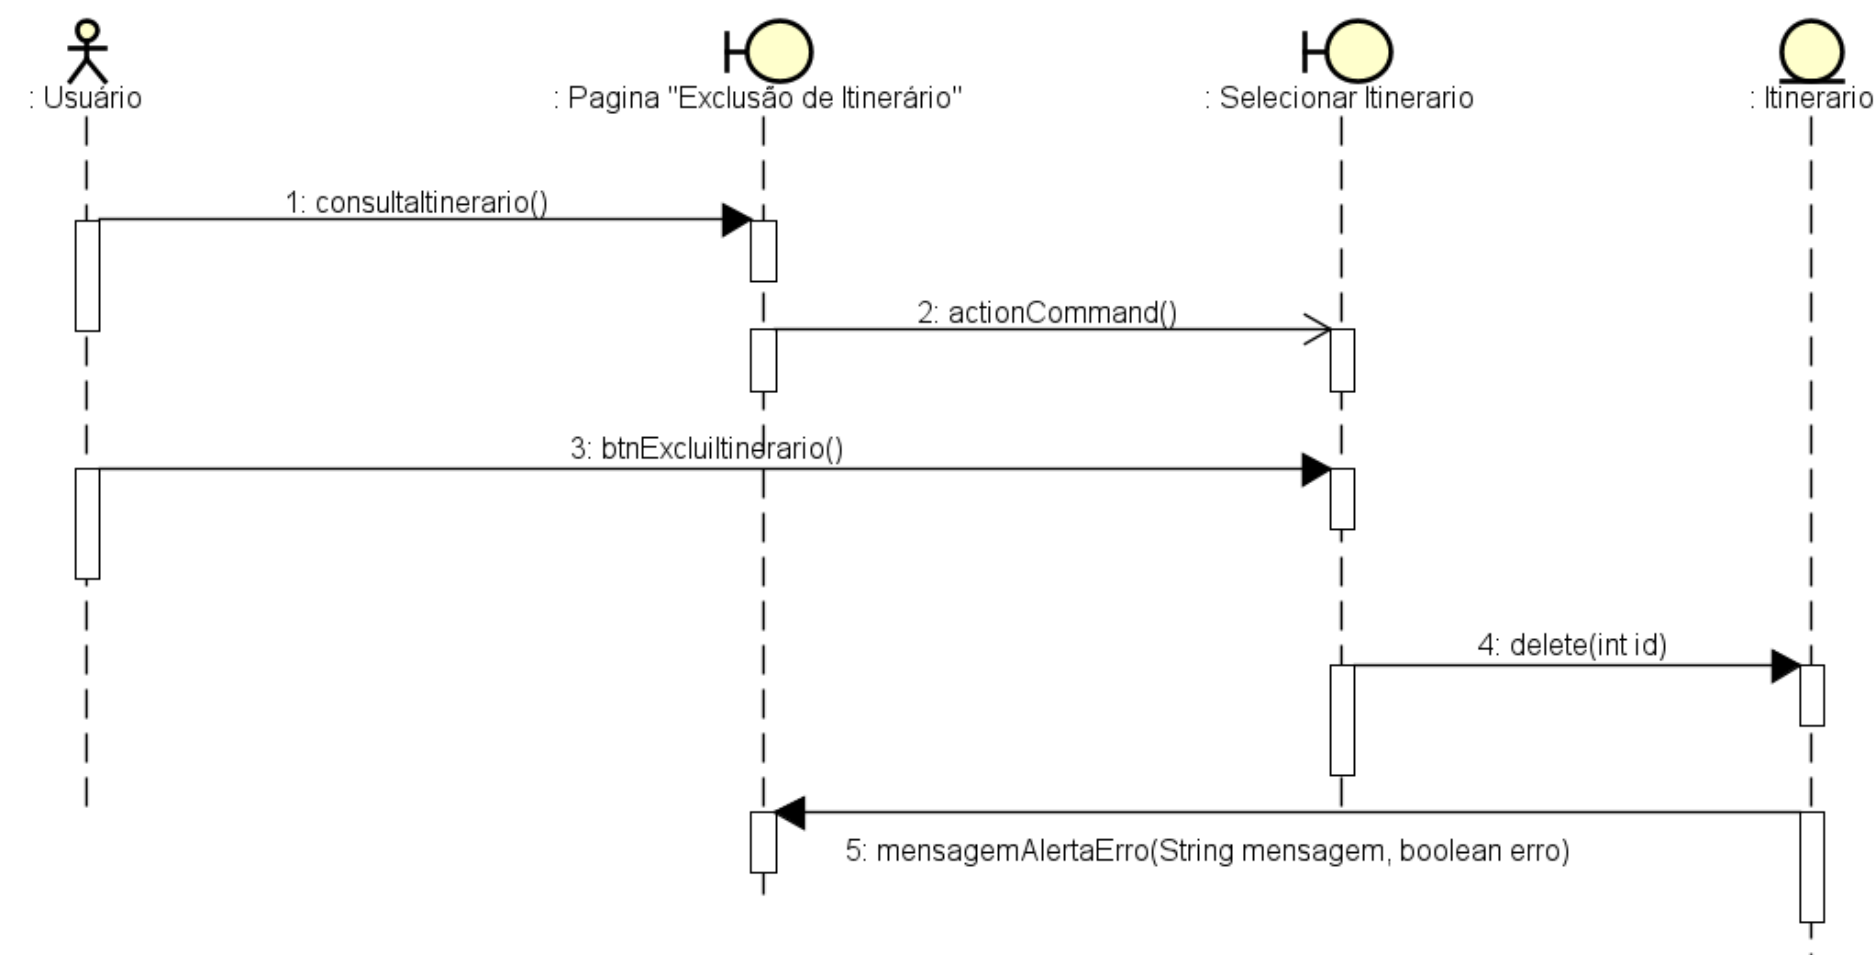 : Usuário
: Pagina "Exclusão de Itinerário"
: Selecionar Itinerario
: Itinerario
1: consultaItinerario()
2: actionCommand()
3: btnExcluiItinerario()
4: delete(int id)
5: mensagemAlertaErro(String mensagem, boolean erro)